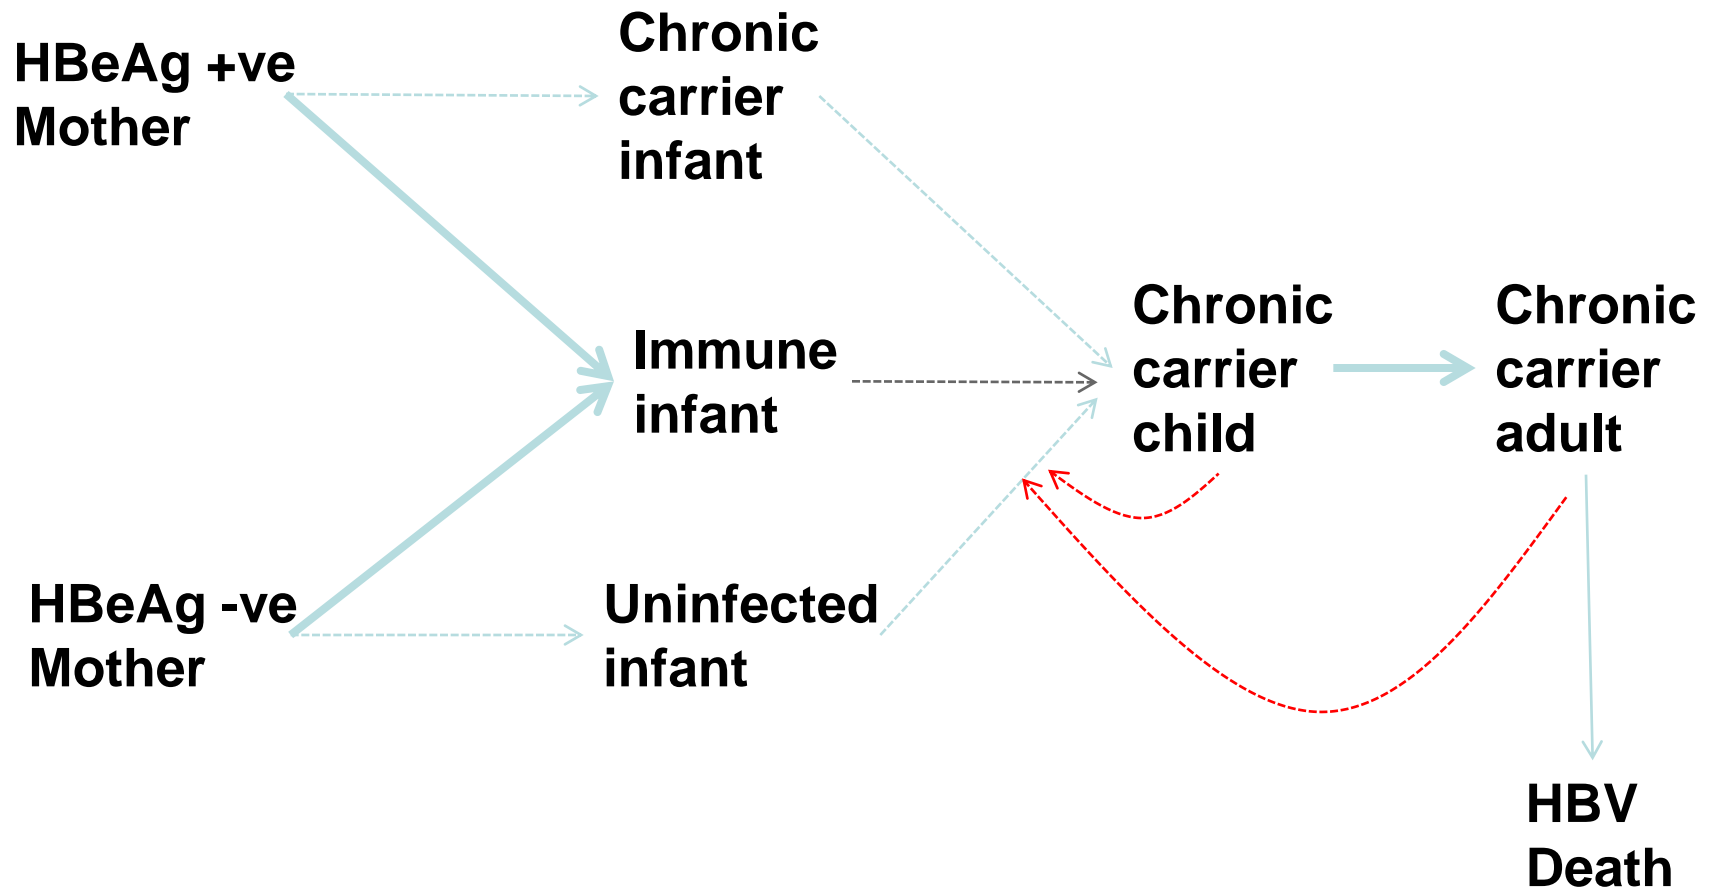 HBeAg +ve
Mother
Chronic
carrier
infant
Immune
infant
Chronic
carrier
child
Chronic
carrier
adult
HBeAg -ve
Mother
Uninfected
infant
HBV
Death